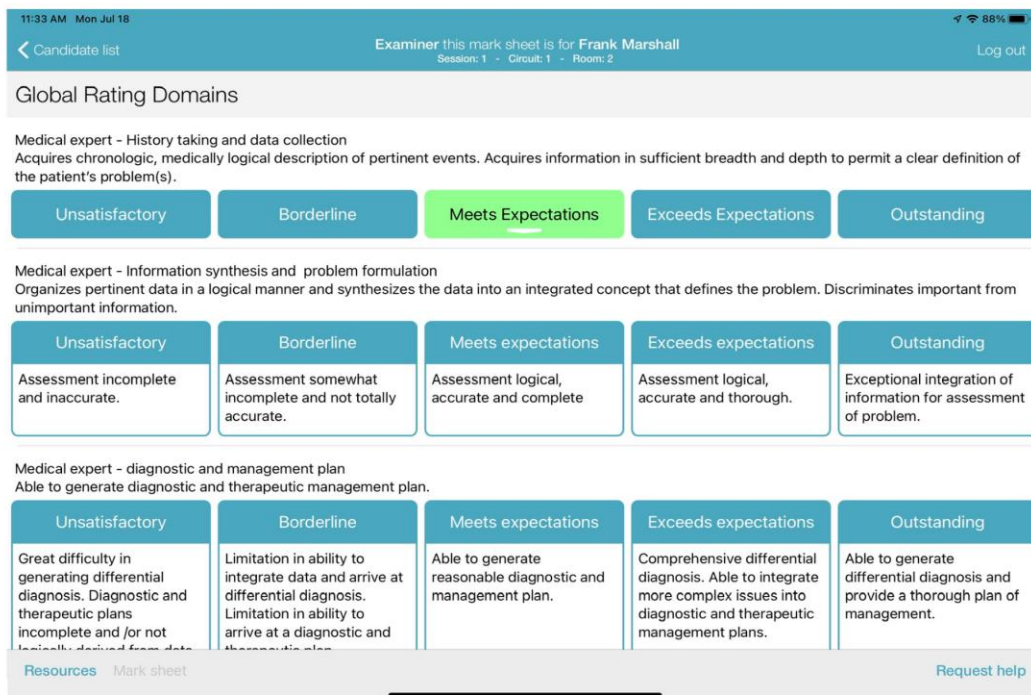 11:33 AM Mon Jul 18
88%
Candidate list
Examiner this mark sheet is for Frank Marshall
Session: 1 - Circuit: 1 - Room: 2
Log out
Global Rating Domains
Medical expert - History taking and data collection
Acquires chronologic, medically logical description of pertinent events. Acquires information in sufficient breadth and depth to permit a clear definition of
the patient's problem(s).
Unsatisfactory
Borderline
Meets Expectations
Exceeds Expectations
Outstanding
Medical expert - Information synthesis and problem formulation
Organizes pertinent data in a logical manner and synthesizes the data into an integrated concept that defines the problem. Discriminates important from
unimportant information.
Unsatisfactory
Assessment incomplete
and inaccurate.
Borderline
Assessment somewhat
incomplete and not totally
accurate.
Meets expectations
Assessment logical,
accurate and complete
Exceeds expectations
Assessment logical,
accurate and thorough.
Outstanding
Exceptional integration of
information for assessment
of problem.
Medical expert - diagnostic and management plan
Able to generate diagnostic and therapeutic management plan.
Unsatisfactory
Great difficulty in
generating differential
diagnosis. Diagnostic and
therapeutic plans
incomplete and /or not
logically derived from data
Borderline
Limitation in ability to
integrate data and arrive at
differential diagnosis.
Limitation in ability to
arrive at a diagnostic and
therapeutic plan
Meets expectations
Able to generate
reasonable diagnostic and
management plan.
Exceeds expectations
Comprehensive differential
diagnosis. Able to integrate
more complex issues into
diagnostic and therapeutic
management plans.
Outstanding
Able to generate
differential diagnosis and
provide a thorough plan of
management.
Resources
Mark sheet
Request help